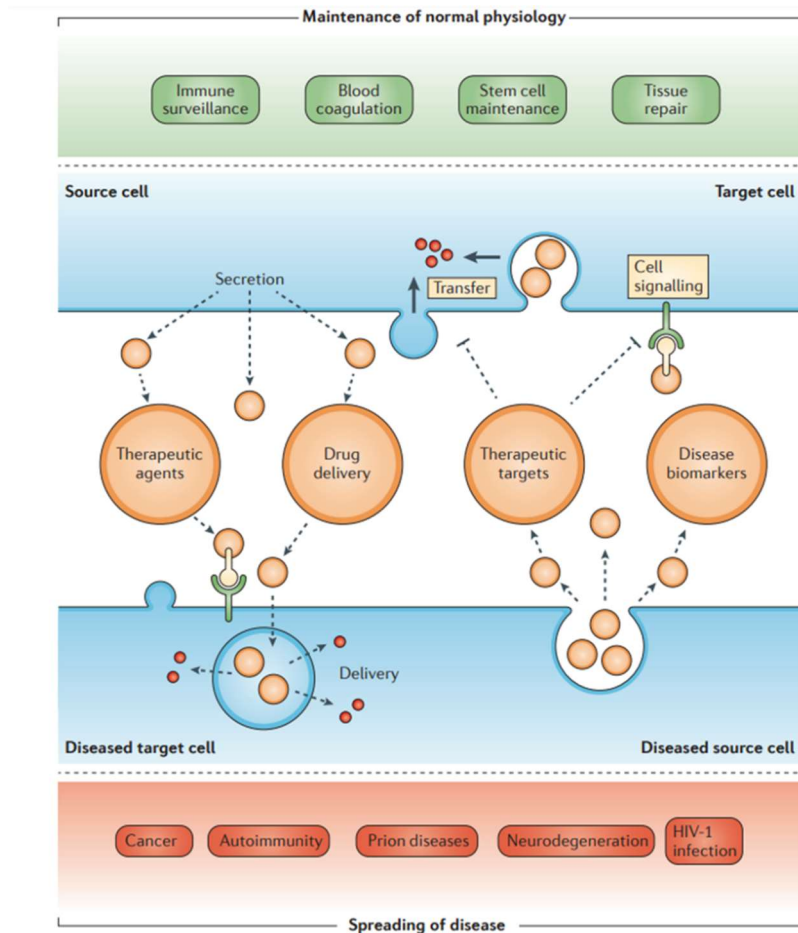 Maintenance of normal physiology
Immune
surveillance
Blood
coagulation
Stem cell
maintenance
Tissue
repair
Source cell
Target cell
Secretion
Transfer
Cell
signalling
Therapeutic
agents
Drug
delivery
Therapeutic
targets
Disease
biomarkers
Delivery
Diseased target cell
Diseased source cell
Cancer
Autoimmunity
Prion diseases
Neurodegeneration
HIV-1
infection
Spreading of disease